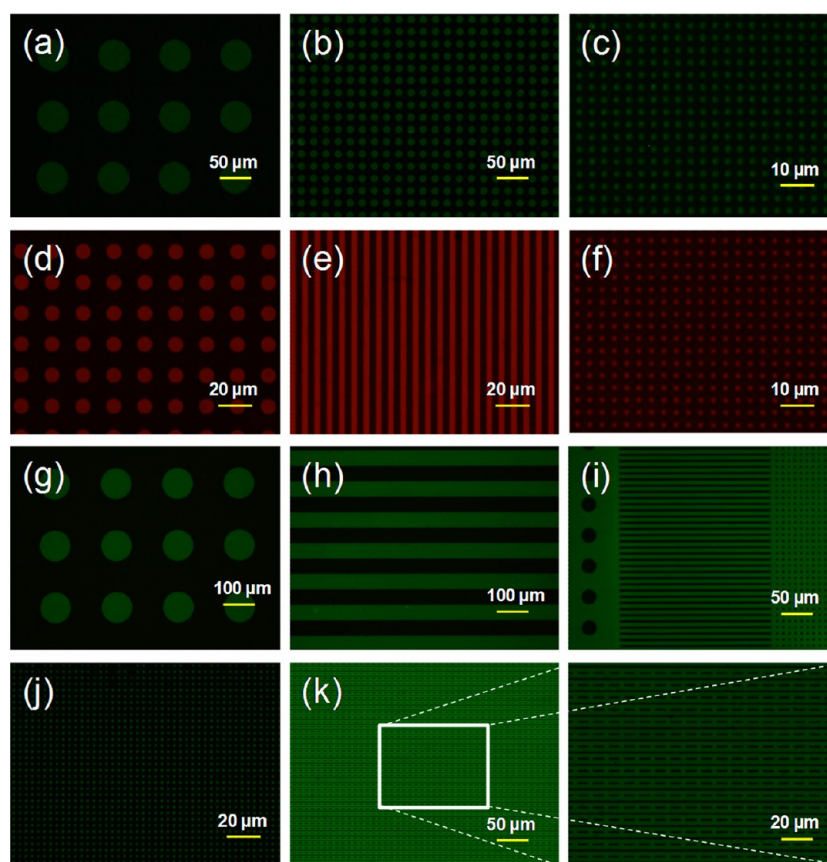 (a)
50 µm
(b)
50 µm
(c)
10 µm
(d)
20 µm
(e)
20 µm
(f)
10 µm
(g)
100 µm
(h)
100 µm
(i)
50 µm
(j)
20 µm
(k)
50 µm
20 µm